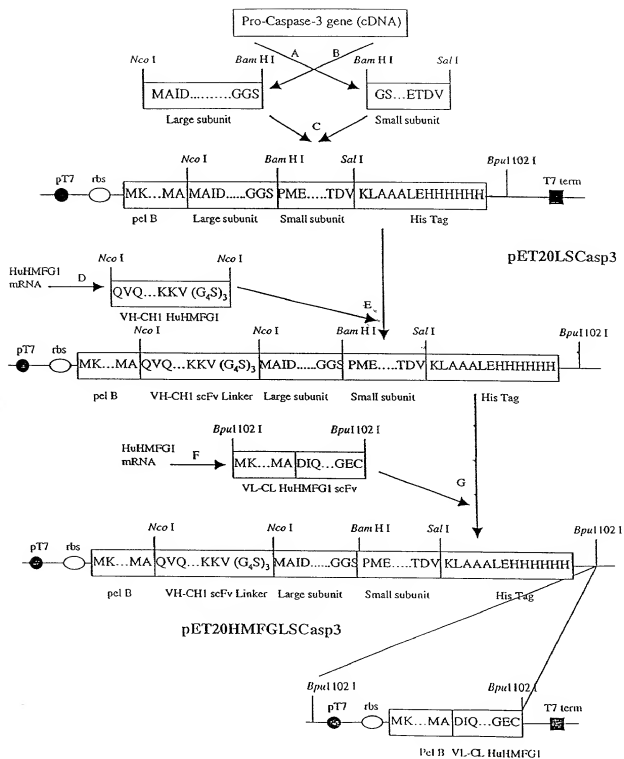 Pro-Caspase-3 gene (cDNA)
A B
Nco I Bam H I Bam H I Sal I
MAID..........GGS GS...ETDV
Large subunit Small subunit
C
pT7 rbs Nco I Bam H I Sal I Bpu1102 I T7 term
MK...MA MAID......GGS PME.....TDV KLAAALEHHHHHH
pel B Large subunit Small subunit His Tag
pET20LSCasp3
HuHMFG1 mRNA D
Nco I Nco I
QVQ...KKV (G4S)3
VH-CH1 HuHMFG1
E
pT7 rbs Nco I Nco I Bam H I Sal I Bpu1102 I
MK...MA QVQ...KKV (G4S)3 MAID......GGS PME.....TDV KLAAALEHHHHHH
pel B VH-CH1 scFv Linker Large subunit Small subunit His Tag
HuHMFG1 mRNA F
Bpu1102 I Bpu1102 I
MK...MA DIQ...GEC
VL-CL HuHMFG1 scFv
G
pT7 rbs Nco I Nco I Bam H I Sal I Bpu1102 I
MK...MA QVQ...KKV (G4S)3 MAID......GGS PME.....TDV KLAAALEHHHHHH
pel B VH-CH1 scFv Linker Large subunit Small subunit His Tag
pET20HMFGLSCasp3
Bpu1102 I Bpu1102 I
pT7 rbs T7 term
MK...MA DIQ...GEC
Pel B VL-CL HuHMFG1